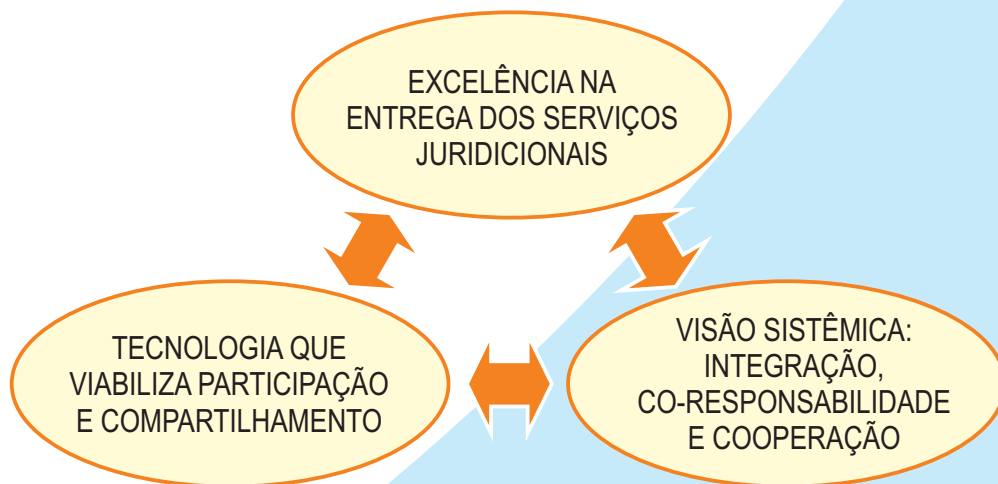 EXCELÊNCIA NA
ENTREGA DOS SERVIÇOS
JURIDICIONAIS
TECNOLOGIA QUE
VIABILIZA PARTICIPAÇÃO
E COMPARTILHAMENTO
VISÃO SISTÊMICA:
INTEGRAÇÃO,
CO-RESPONSABILIDADE
E COOPERAÇÃO